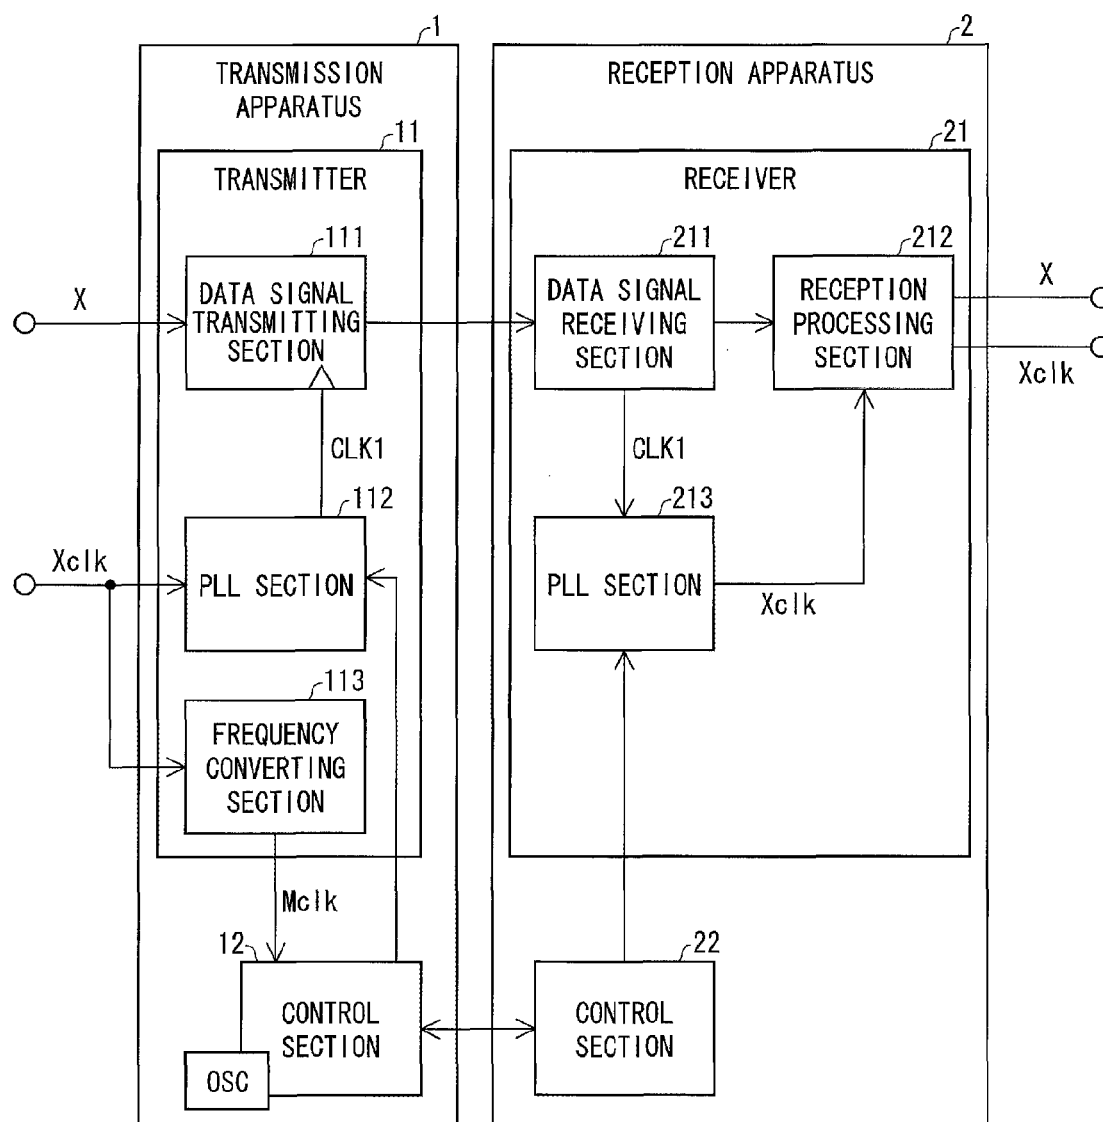 1
2
TRANSMISSION
APPARATUS
RECEPTION APPARATUS
11
21
TRANSMITTER
RECEIVER
111
211
212
X
DATA SIGNAL
TRANSMITTING
SECTION
DATA SIGNAL
RECEIVING
SECTION
RECEPTION
PROCESSING
SECTION
X
Xclk
CLK1
CLK1
112
213
Xclk
PLL SECTION
PLL SECTION
Xclk
113
FREQUENCY
CONVERTING
SECTION
Mclk
12
22
CONTROL
SECTION
CONTROL
SECTION
OSC